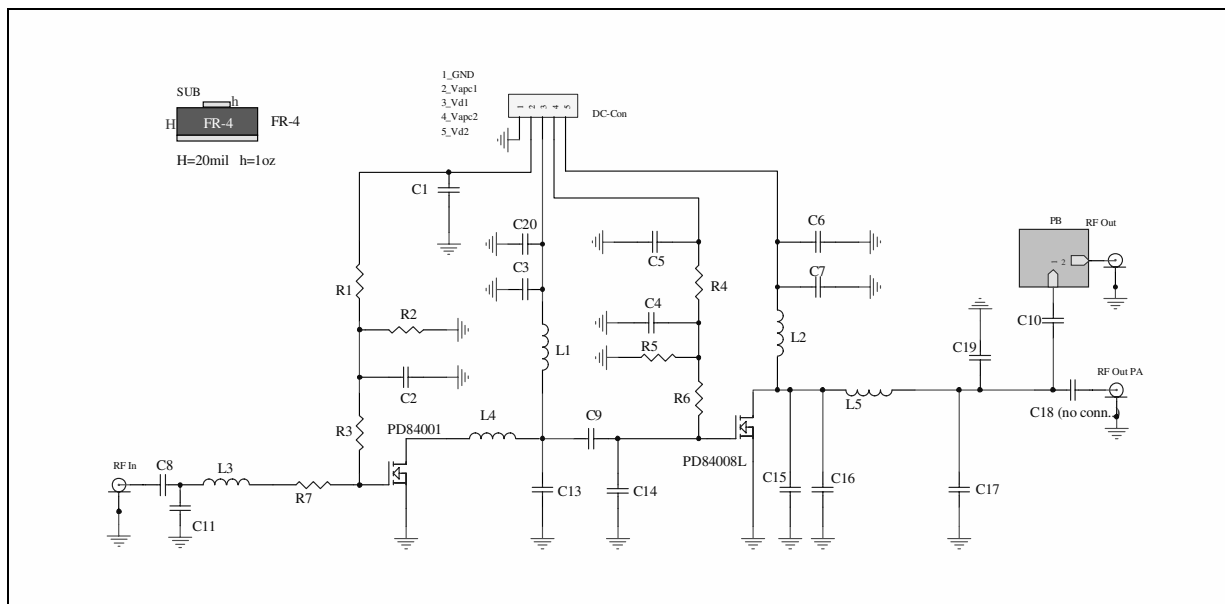 1_GND
2_Vapc1
3_Vd1
4_Vapc2
5_Vd2
1 2 3 4 5
DC-Con
SUB
h
H
FR-4
FR-4
H=20mil h=1oz
C1
C20
C3
C5
C6
C7
PB
RF Out
1
2
R1
R2
C4
R4
R5
L1
L2
C10
C19
C2
R3
R6
L4
C9
L5
RF Out PA
C18 (no conn...)
PD84001
PD84008L
RF In
C8
L3
R7
C11
C13
C14
C15
C16
C17